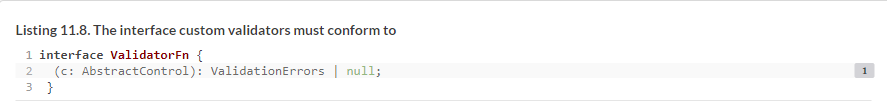 Listing 11.8. The interface custom validators must conform to
1 interface ValidatorFn {
2   (c: AbstractControl): ValidationErrors | null; 1
3 }